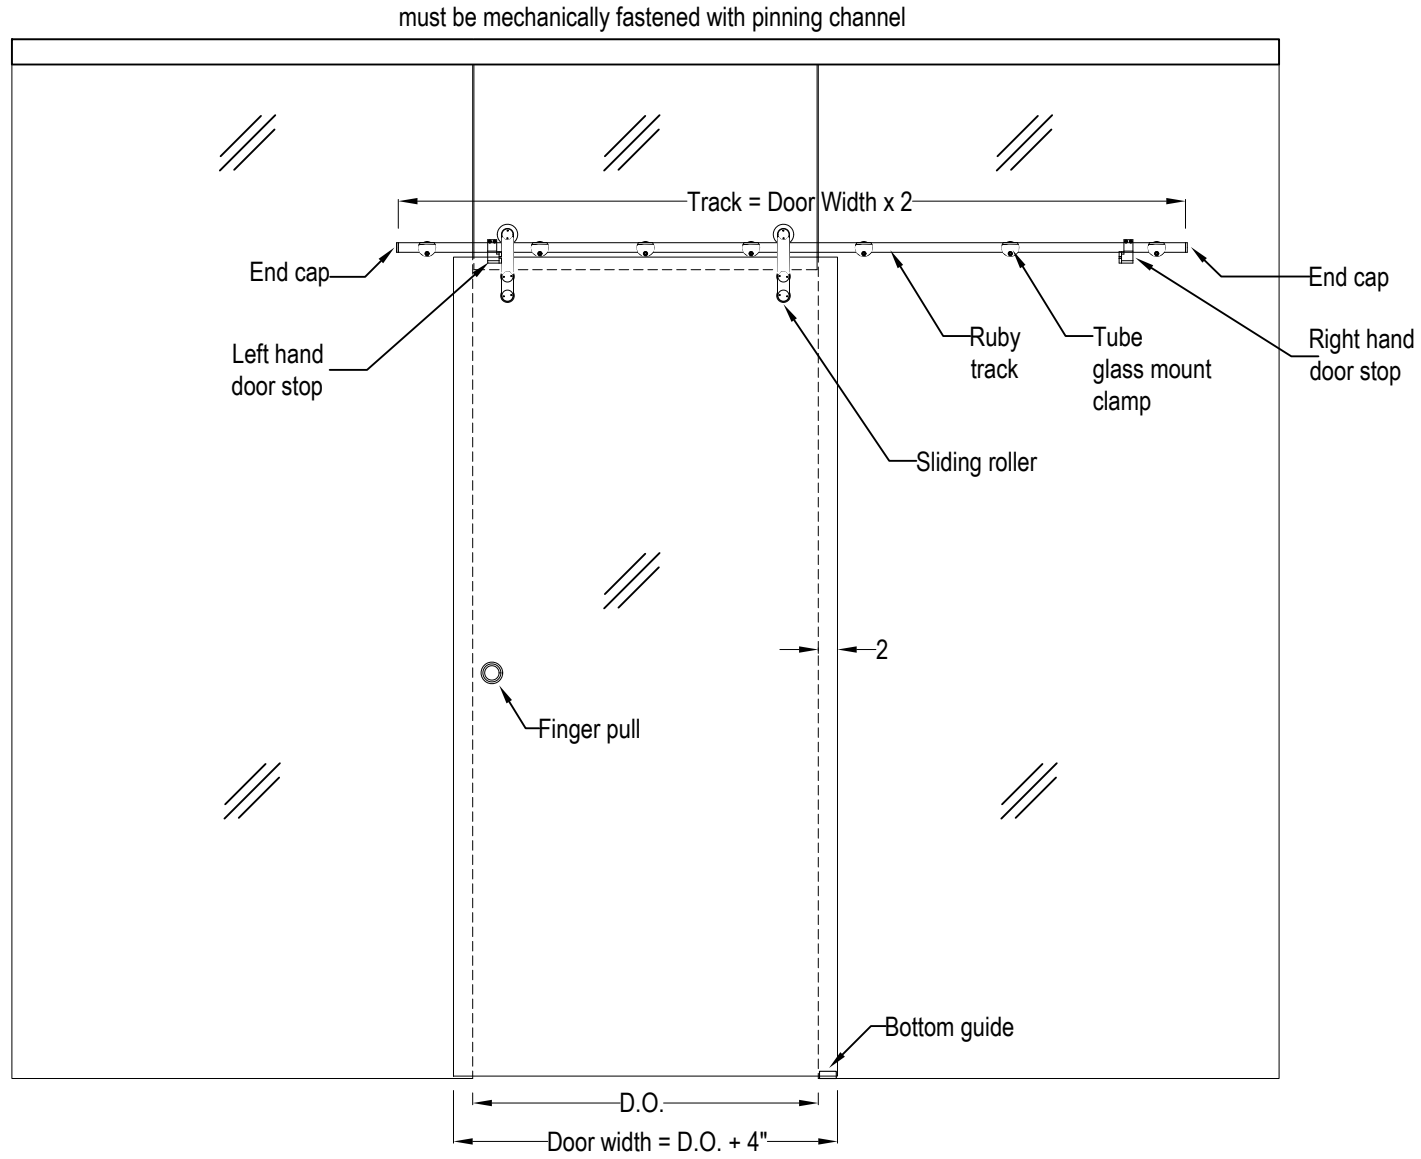 must be mechanically fastened with pinning channel
Track = Door Width x 2
End cap
End cap
Left hand
door stop
Ruby
track
Tube
glass mount
clamp
Right hand
door stop
Sliding roller
2
Finger pull
Bottom guide
D.O.
Door width = D.O. + 4"